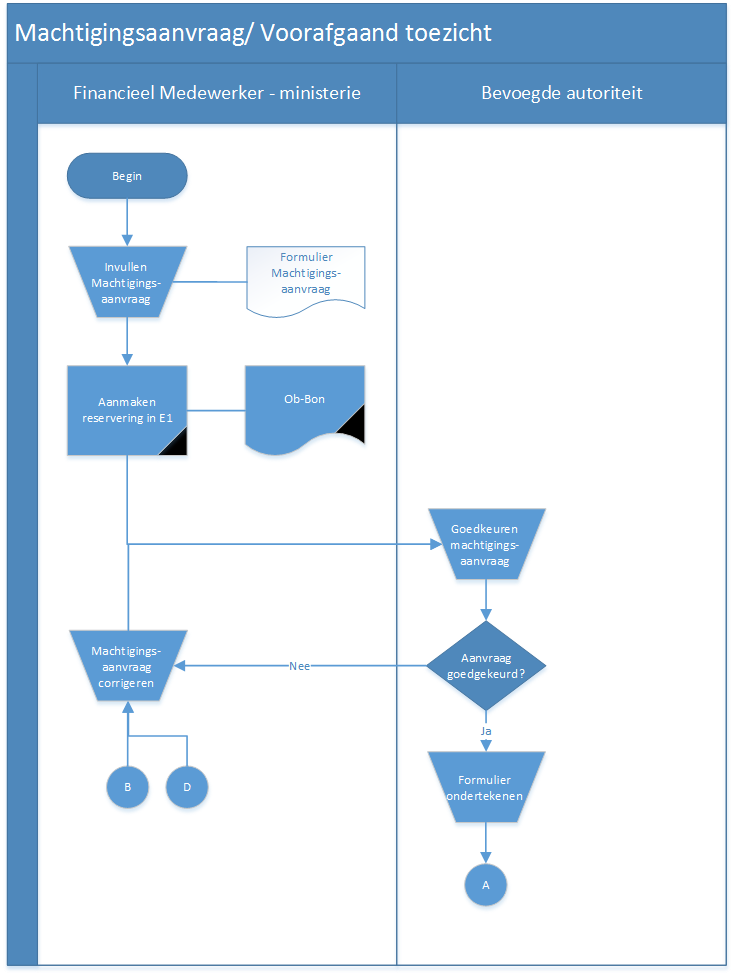 Machtigingsaanvraag/ Voorafgaand toezicht
Financieel Medewerker - ministerie
Bevoegde autoriteit
Begin
Invullen
Machtigings-
aanvraag
Formulier
Machtigings-
aanvraag
Aanmaken
reservering in E1
Ob-Bon
Goedkeuren
machtigings-
aanvraag
Machtigings-
aanvraag
corrigeren
Nee
Aanvraag
goedgekeurd?
Ja
B
D
Formulier
ondertekenen
A